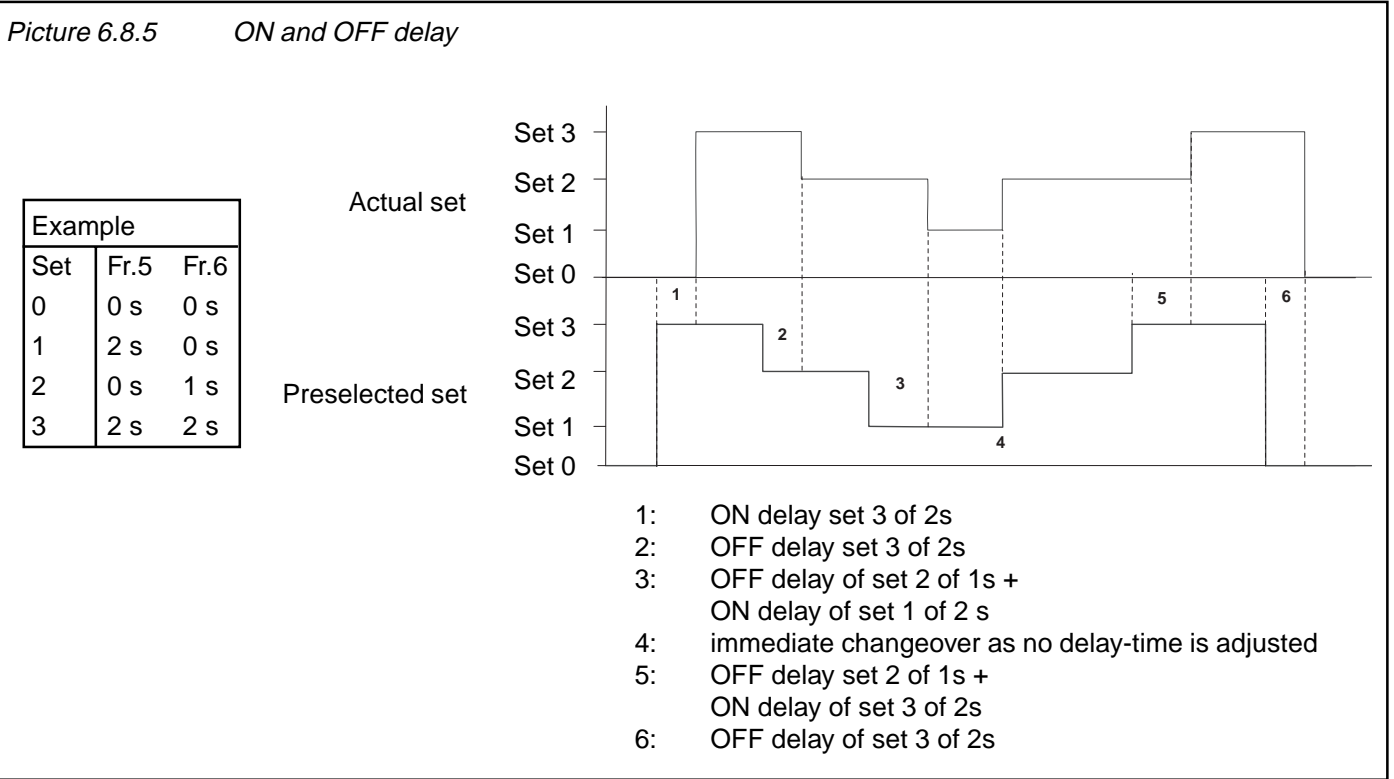 Picture 6.8.5 ON and OFF delay
Example
Set Fr.5 Fr.6
0 0 s 0 s
1 2 s 0 s
2 0 s 1 s
3 2 s 2 s
Actual set
Set 3
Set 2
Set 1
Set 0
Preselected set
Set 3
Set 2
Set 1
Set 0
1
2
3
4
5
6
1: ON delay set 3 of 2s
2: OFF delay set 3 of 2s
3: OFF delay of set 2 of 1s +
ON delay of set 1 of 2 s
4: immediate changeover as no delay-time is adjusted
5: OFF delay set 2 of 1s +
ON delay of set 3 of 2s
6: OFF delay of set 3 of 2s